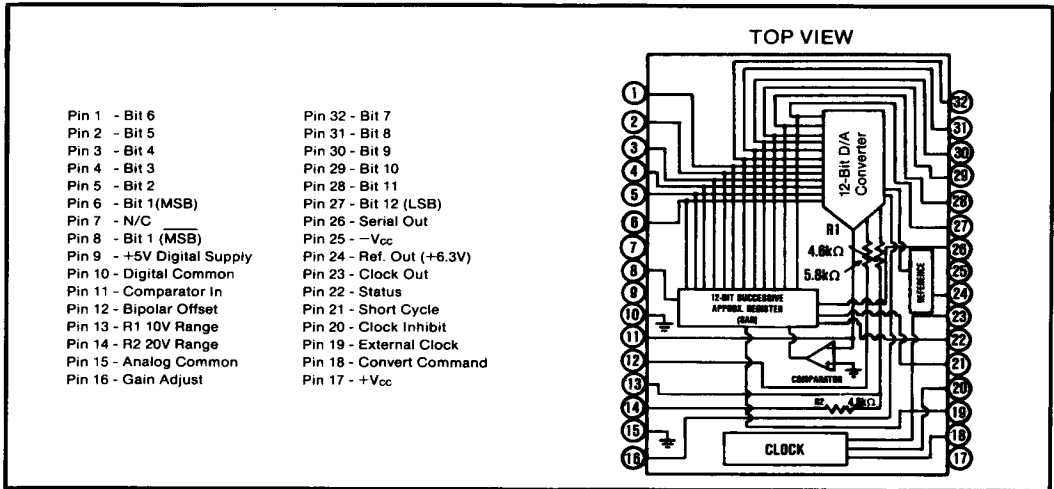 Pin 1 - Bit 6
Pin 2 - Bit 5
Pin 3 - Bit 4
Pin 4 - Bit 3
Pin 5 - Bit 2
Pin 6 - Bit 1(MSB)
Pin 7 - N/C
Pin 8 - Bit 1 (M̅S̅B̅)
Pin 9 - +5V Digital Supply
Pin 10 - Digital Common
Pin 11 - Comparator In
Pin 12 - Bipolar Offset
Pin 13 - R1 10V Range
Pin 14 - R2 20V Range
Pin 15 - Analog Common
Pin 16 - Gain Adjust
Pin 32 - Bit 7
Pin 31 - Bit 8
Pin 30 - Bit 9
Pin 29 - Bit 10
Pin 28 - Bit 11
Pin 27 - Bit 12 (LSB)
Pin 26 - Serial Out
Pin 25 - −Vcc
Pin 24 - Ref. Out (+6.3V)
Pin 23 - Clock Out
Pin 22 - Status
Pin 21 - Short Cycle
Pin 20 - Clock Inhibit
Pin 19 - External Clock
Pin 18 - Convert Command
Pin 17 - +Vcc
TOP VIEW
1
2
3
4
5
6
7
8
9
10
11
12
13
14
15
16
12-Bit D/A
Converter
R1
4.6kΩ
5.8kΩ
REFERENCE
12-BIT SUCCESSIVE
APPROX. REGISTER
(SAR)
COMPARATOR
R2
CLOCK
32
31
30
29
28
27
26
25
24
23
22
21
20
19
18
17